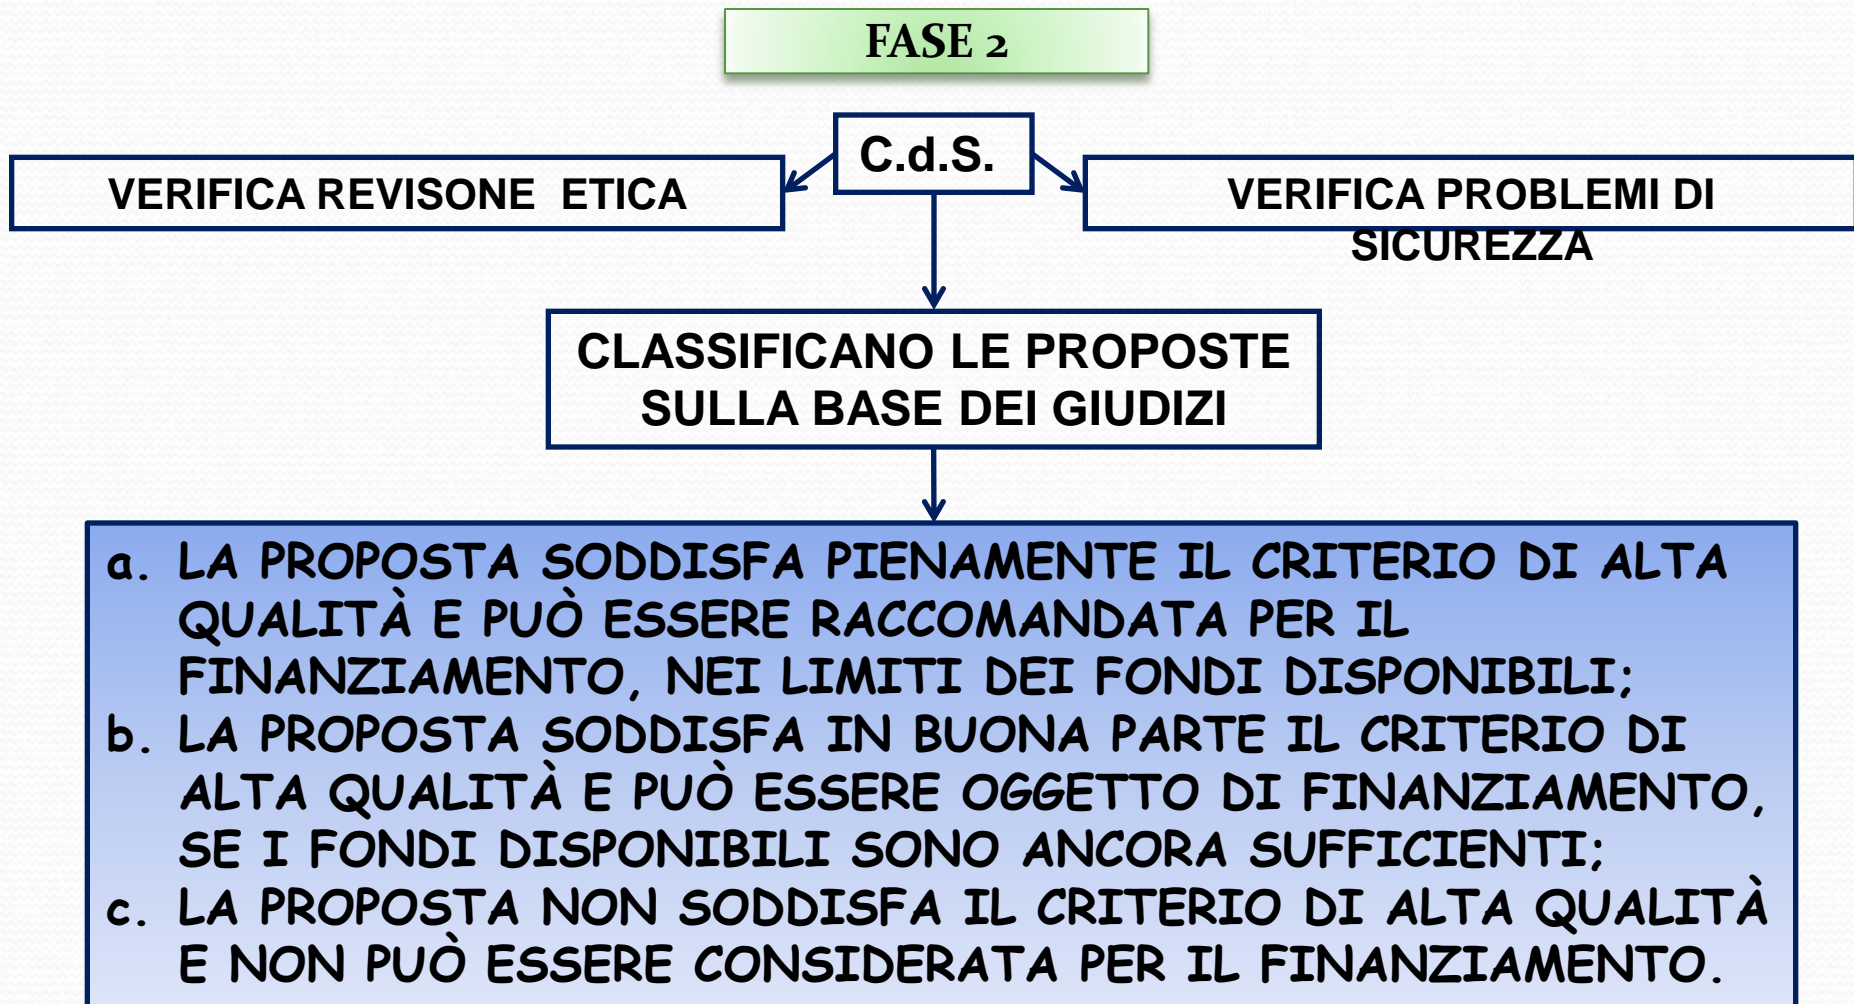 FASE 2
C.d.S.
VERIFICA REVISONE ETICA
VERIFICA PROBLEMI DI
SICUREZZA
CLASSIFICANO LE PROPOSTE
SULLA BASE DEI GIUDIZI
a. LA PROPOSTA SODDISFA PIENAMENTE IL CRITERIO DI ALTA
QUALITÀ E PUÒ ESSERE RACCOMANDATA PER IL
FINANZIAMENTO, NEI LIMITI DEI FONDI DISPONIBILI;
b. LA PROPOSTA SODDISFA IN BUONA PARTE IL CRITERIO DI
ALTA QUALITÀ E PUÒ ESSERE OGGETTO DI FINANZIAMENTO,
SE I FONDI DISPONIBILI SONO ANCORA SUFFICIENTI;
c. LA PROPOSTA NON SODDISFA IL CRITERIO DI ALTA QUALITÀ
E NON PUÒ ESSERE CONSIDERATA PER IL FINANZIAMENTO.